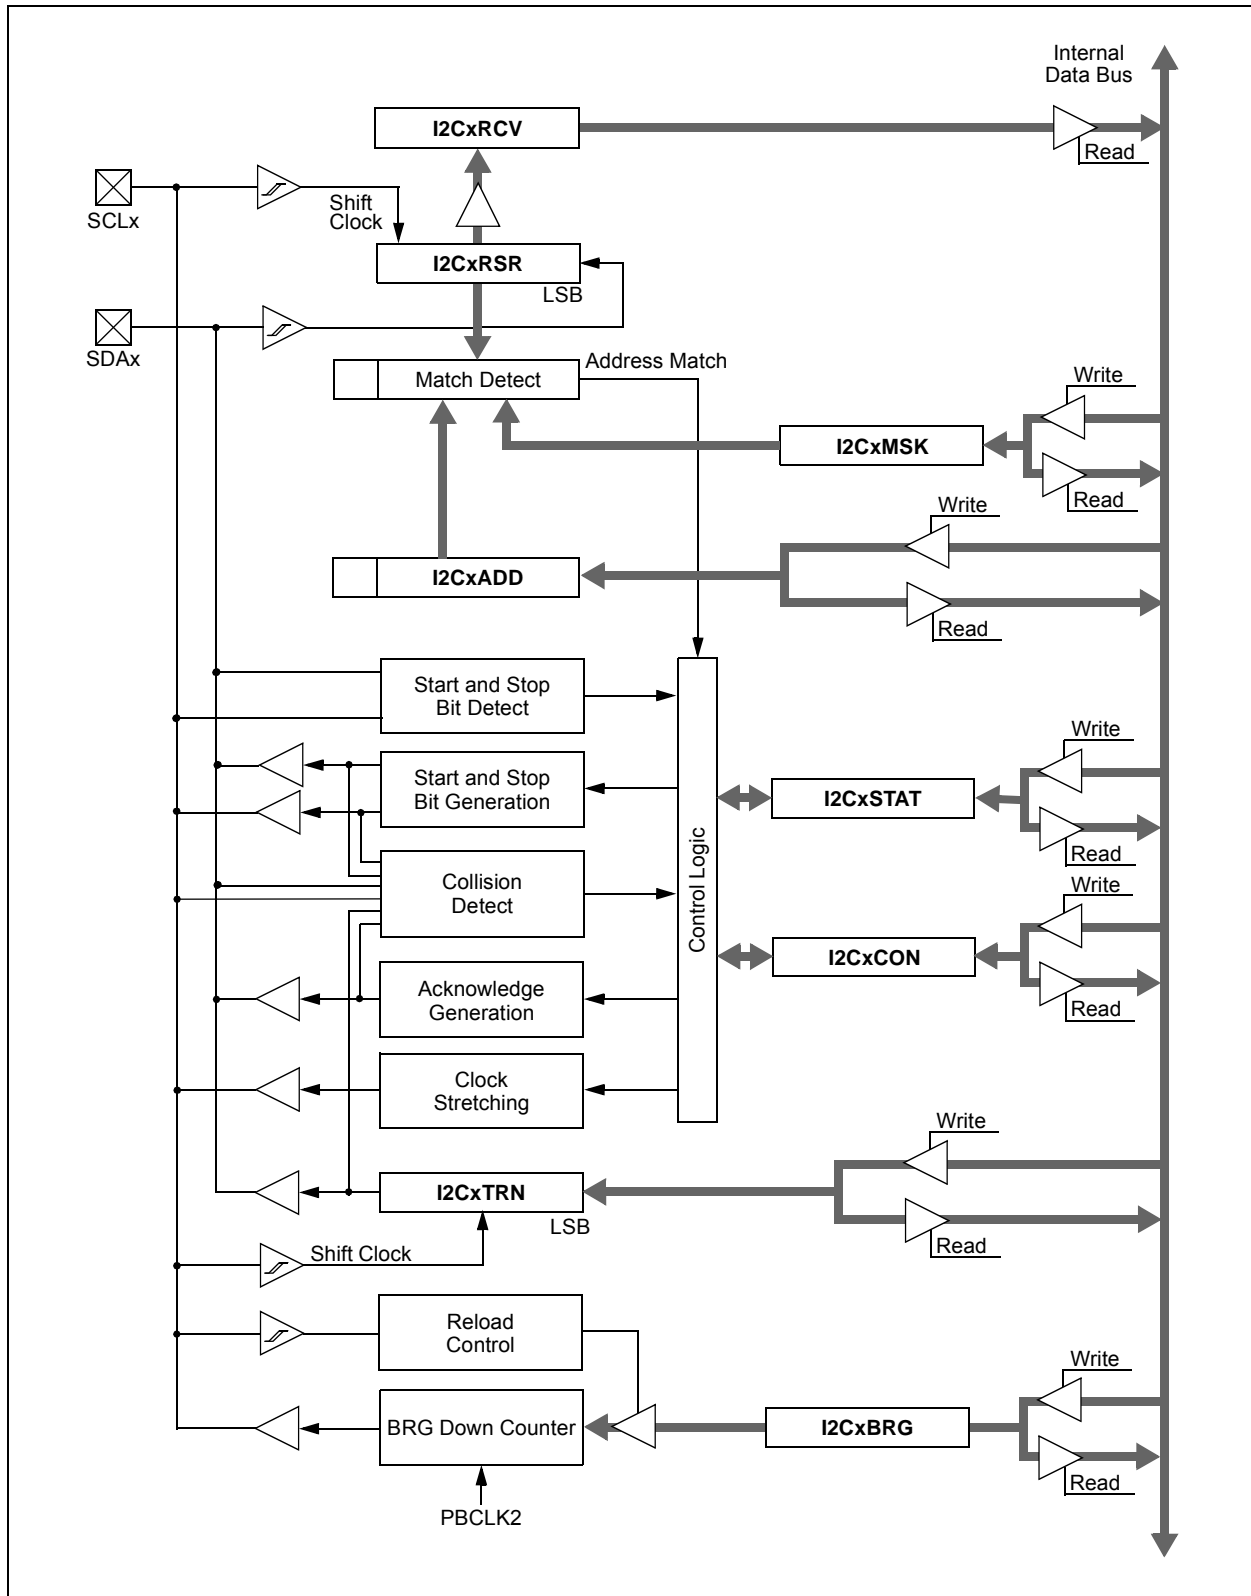 Internal
Data Bus
I2CxRCV
Read
SCLx
Shift
Clock
I2CxRSR
LSB
SDAx
Address Match
Match Detect
Write
I2CxMSK
Read
Write
I2CxADD
Read
Start and Stop
Bit Detect
Write
Start and Stop
Bit Generation
I2CxSTAT
Read
Control Logic
Collision
Detect
Write
I2CxCON
Acknowledge
Generation
Read
Clock
Stretching
Write
I2CxTRN
LSB
Read
Shift Clock
Reload
Control
Write
BRG Down Counter
I2CxBRG
Read
PBCLK2